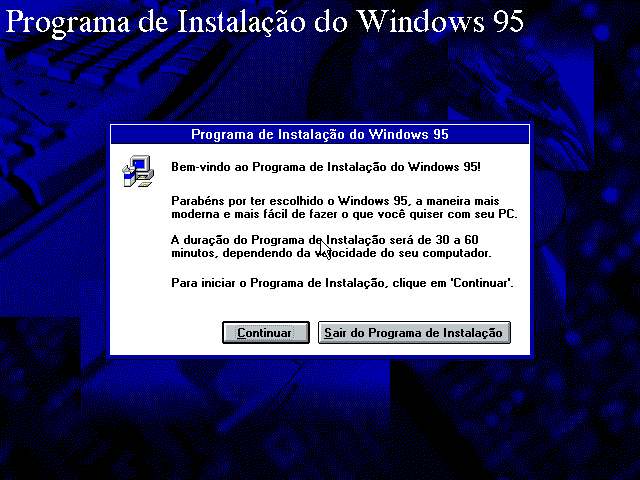 Programa de Instalação do Windows 95
Programa de Instalação do Windows 95
Bem-vindo ao Programa de Instalação do Windows 95!
Parabéns por ter escolhido o Windows 95, a maneira mais
moderna e mais fácil de fazer o que você quiser com seu PC.
A duração do Programa de Instalação será de 30 a 60
minutos, dependendo da velocidade do seu computador.
Para iniciar o Programa de Instalação, clique em 'Continuar'.
Continuar
Sair do Programa de Instalação